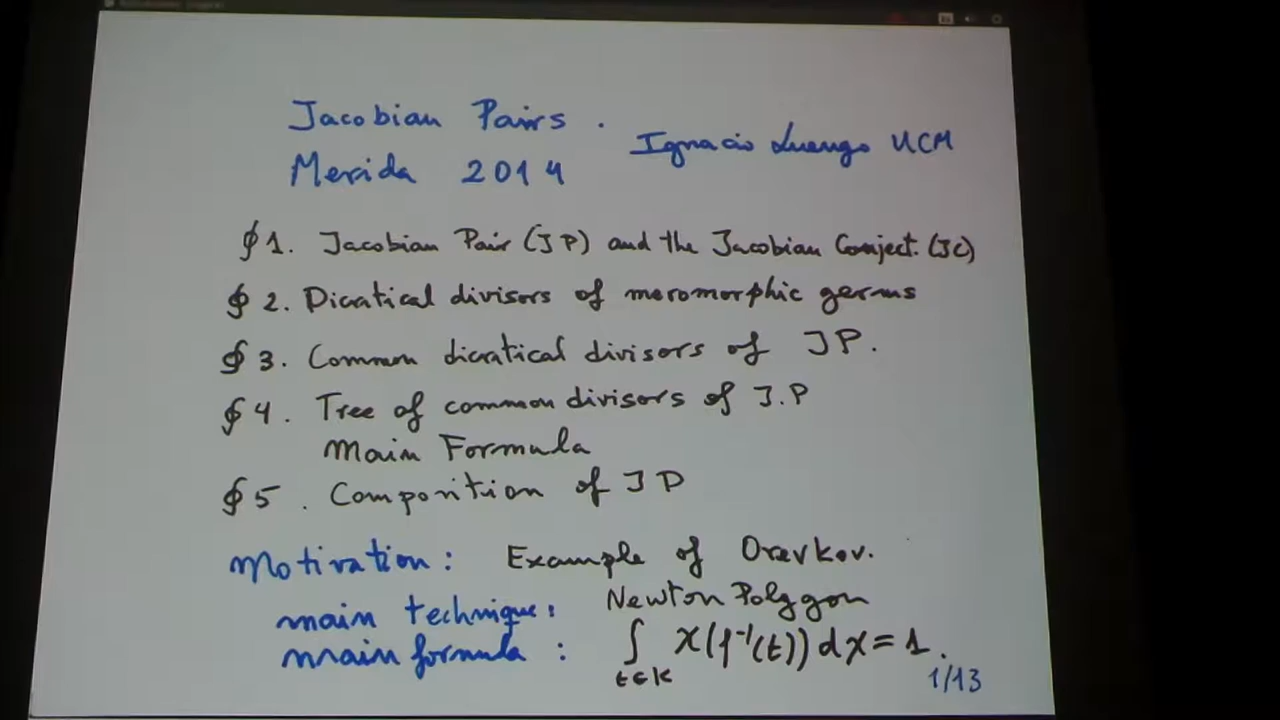 Jacobian Pairs.
Ignacio Luengo UCM
Merida 2014
§1. Jacobian Pair (JP) and the Jacobian Conject. (JC)
§2. Dicritical divisors of meromorphic germs
§3. Common dicritical divisors of JP.
§4. Tree of common divisors of J.P
Main Formula
§5. Composition of JP
Motivation: Example of Orevkov.
main technique: Newton Polygon
main formula: ∫ χ(f⁻¹(t)) dχ = 1.
t∈K
1/13